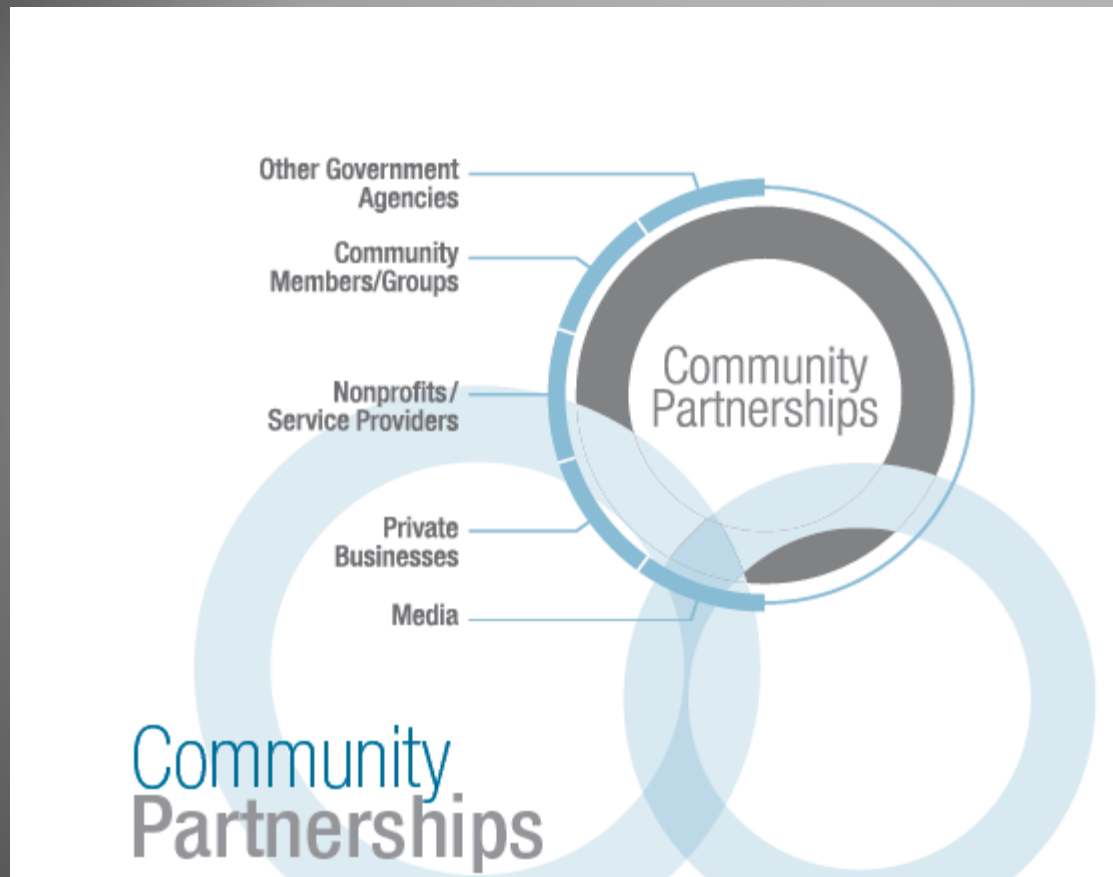 Other Government
Agencies
Community
Members/Groups
Nonprofits/
Service Providers
Private
Businesses
Media
Community
Partnerships
Community
Partnerships